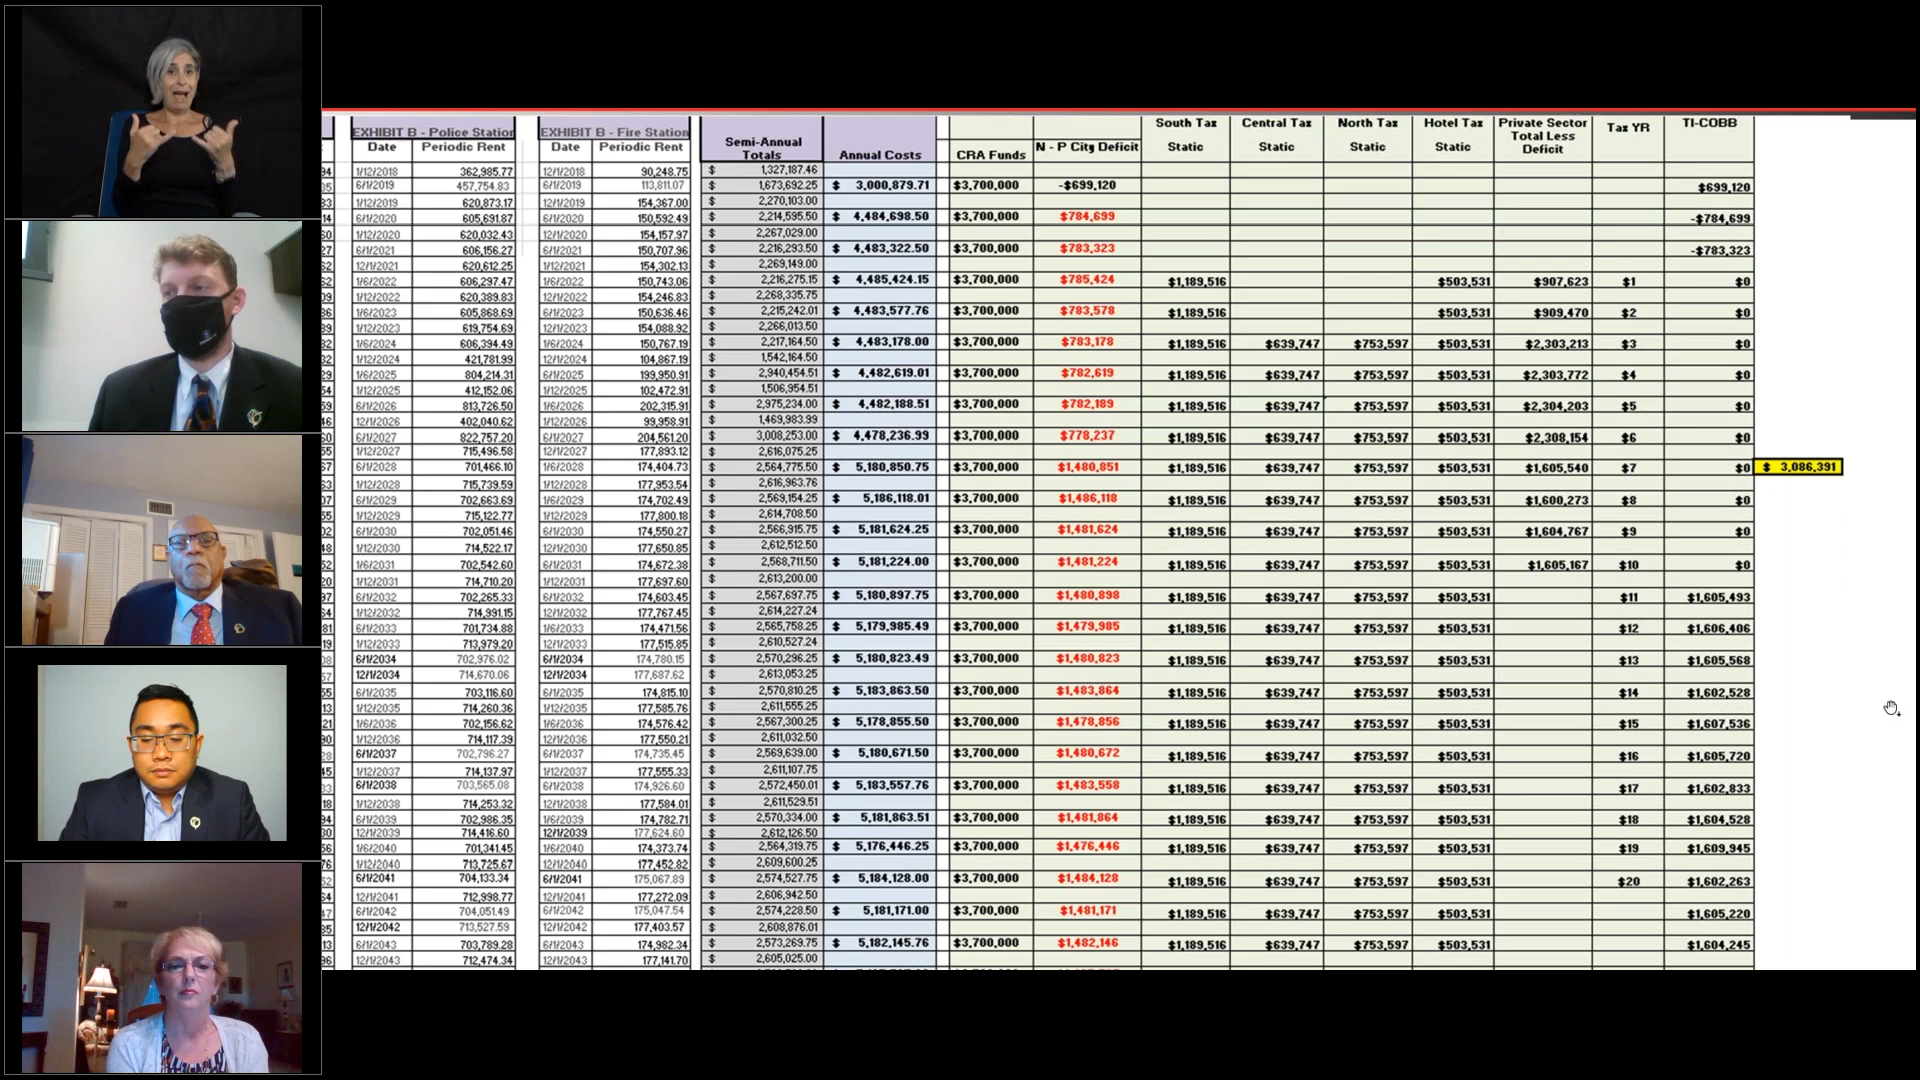 EXHIBIT B - Police Station EXHIBIT B - Fire Station Semi-Annual Totals Annual Costs CRA Funds N - P City Deficit South Tax Static Central Tax Static North Tax Static Hotel Tax Static Private Sector Total Less Deficit Tax YR TI-COBB
Date Periodic Rent Date Periodic Rent
94 1/12/2018 362,985.77 12/1/2018 90,248.75 $ 1,327,187.46
35 6/1/2019 457,754.83 6/1/2019 113,811.07 $ 1,673,692.25 $ 3,000,879.71 $3,700,000 -$699,120 $699,120
33 1/12/2019 620,873.17 12/1/2019 154,367.00 $ 2,270,103.00
14 6/1/2020 605,691.87 6/1/2020 150,592.49 $ 2,214,595.50 $ 4,484,698.50 $3,700,000 $784,699 -$784,699
60 1/12/2020 620,032.43 12/1/2020 154,157.97 $ 2,267,029.00
27 6/1/2021 606,156.27 6/1/2021 150,707.96 $ 2,216,293.50 $ 4,483,322.50 $3,700,000 $783,323 -$783,323
62 12/1/2021 620,612.25 1/12/2021 154,302.13 $ 2,269,149.00
62 1/6/2022 606,297.47 1/6/2022 150,743.06 $ 2,216,275.15 $ 4,485,424.15 $3,700,000 $785,424 $1,189,516 $503,531 $907,623 $1 $0
09 1/12/2022 620,389.83 1/12/2022 154,246.83 $ 2,268,335.75
36 1/6/2023 605,868.69 6/1/2023 150,636.46 $ 2,215,242.01 $ 4,483,577.76 $3,700,000 $783,578 $1,189,516 $503,531 $909,470 $2 $0
39 1/12/2023 619,754.69 12/1/2023 154,088.92 $ 2,266,013.50
32 1/6/2024 606,394.49 1/6/2024 150,767.19 $ 2,217,164.50 $ 4,483,178.00 $3,700,000 $783,178 $1,189,516 $639,747 $753,597 $503,531 $2,303,213 $3 $0
32 1/12/2024 421,781.99 12/1/2024 104,867.19 $ 1,542,164.50
29 1/6/2025 804,214.31 6/1/2025 199,950.91 $ 2,940,454.51 $ 4,482,619.01 $3,700,000 $782,619 $1,189,516 $639,747 $753,597 $503,531 $2,303,772 $4 $0
54 1/12/2025 412,152.06 12/1/2025 102,472.91 $ 1,506,954.51
59 6/1/2026 813,726.50 1/6/2026 202,315.91 $ 2,975,234.00 $ 4,482,188.51 $3,700,000 $782,189 $1,189,516 $639,747 $753,597 $503,531 $2,304,203 $5 $0
46 12/1/2026 402,040.62 1/12/2026 99,958.91 $ 1,469,983.99
60 6/1/2027 822,757.20 6/1/2027 204,561.20 $ 3,008,253.00 $ 4,478,236.99 $3,700,000 $778,237 $1,189,516 $639,747 $753,597 $503,531 $2,308,154 $6 $0
55 12/1/2027 715,496.58 1/12/2027 177,893.12 $ 2,616,075.25
67 6/1/2028 701,466.10 1/6/2028 174,404.73 $ 2,564,775.50 $ 5,180,850.75 $3,700,000 $1,480,851 $1,189,516 $639,747 $753,597 $503,531 $1,605,540 $7 $0 $ 3,086,391
63 1/12/2028 715,739.59 12/1/2028 177,953.54 $ 2,616,963.76
07 6/1/2029 702,663.69 1/6/2029 174,702.49 $ 2,569,154.25 $ 5,186,118.01 $3,700,000 $1,486,118 $1,189,516 $639,747 $753,597 $503,531 $1,600,273 $8 $0
55 1/12/2029 715,122.77 12/1/2029 177,800.18 $ 2,614,708.50
02 6/1/2030 702,051.46 6/1/2030 174,550.27 $ 2,566,915.75 $ 5,181,624.25 $3,700,000 $1,481,624 $1,189,516 $639,747 $753,597 $503,531 $1,604,767 $9 $0
48 1/12/2030 714,522.17 12/1/2030 177,650.85 $ 2,612,512.50
52 1/6/2031 702,542.60 6/1/2031 174,672.38 $ 2,568,711.50 $ 5,181,224.00 $3,700,000 $1,481,224 $1,189,516 $639,747 $753,597 $503,531 $1,605,167 $10 $0
20 1/12/2031 714,710.20 12/1/2031 177,697.60 $ 2,613,200.00
97 6/1/2032 702,265.33 6/1/2032 174,603.45 $ 2,567,697.75 $ 5,180,897.75 $3,700,000 $1,480,898 $1,189,516 $639,747 $753,597 $503,531 $11 $1,605,493
64 1/12/2032 714,991.15 1/12/2032 177,767.45 $ 2,614,227.24
81 6/1/2033 701,734.88 1/6/2033 174,471.56 $ 2,565,758.25 $ 5,179,985.49 $3,700,000 $1,479,985 $1,189,516 $639,747 $753,597 $503,531 $12 $1,606,406
19 12/1/2033 713,979.20 12/1/2033 177,515.85 $ 2,610,527.24
08 6/1/2034 702,976.02 6/1/2034 174,780.15 $ 2,570,296.25 $ 5,180,823.49 $3,700,000 $1,480,823 $1,189,516 $639,747 $753,597 $503,531 $13 $1,605,568
57 12/1/2034 714,670.06 12/1/2034 177,687.62 $ 2,613,053.25
55 6/1/2035 703,116.60 6/1/2035 174,815.10 $ 2,570,810.25 $ 5,183,863.50 $3,700,000 $1,483,864 $1,189,516 $639,747 $753,597 $503,531 $14 $1,602,528
13 12/1/2035 714,260.36 12/1/2035 177,585.76 $ 2,611,555.25
21 1/6/2036 702,156.62 1/6/2036 174,576.42 $ 2,567,300.25 $ 5,178,855.50 $3,700,000 $1,478,856 $1,189,516 $639,747 $753,597 $503,531 $15 $1,607,536
90 1/12/2036 714,117.39 12/1/2036 177,550.21 $ 2,611,032.50
28 6/1/2037 702,796.27 6/1/2037 174,735.45 $ 2,569,639.00 $ 5,180,671.50 $3,700,000 $1,480,672 $1,189,516 $639,747 $753,597 $503,531 $16 $1,605,720
45 1/12/2037 714,137.97 1/12/2037 177,555.33 $ 2,611,107.75
33 6/1/2038 703,565.08 6/1/2038 174,926.60 $ 2,572,450.01 $ 5,183,557.76 $3,700,000 $1,483,558 $1,189,516 $639,747 $753,597 $503,531 $17 $1,602,833
18 1/12/2038 714,253.32 12/1/2038 177,584.01 $ 2,611,529.51
94 6/1/2039 702,986.35 6/1/2039 174,782.71 $ 2,570,334.00 $ 5,181,863.51 $3,700,000 $1,481,864 $1,189,516 $639,747 $753,597 $503,531 $18 $1,604,528
30 12/1/2039 714,416.60 12/1/2039 177,624.60 $ 2,612,126.50
56 1/6/2040 701,341.45 1/6/2040 174,373.74 $ 2,564,319.75 $ 5,176,446.25 $3,700,000 $1,476,446 $1,189,516 $639,747 $753,597 $503,531 $19 $1,609,945
76 1/12/2040 713,725.67 12/1/2040 177,452.82 $ 2,609,600.25
52 6/1/2041 704,133.34 6/1/2041 175,067.89 $ 2,574,527.75 $ 5,184,128.00 $3,700,000 $1,484,128 $1,189,516 $639,747 $753,597 $503,531 $20 $1,602,263
64 12/1/2041 712,998.77 12/1/2041 177,272.09 $ 2,606,942.50
47 6/1/2042 704,051.49 6/1/2042 175,047.54 $ 2,574,228.50 $ 5,181,171.00 $3,700,000 $1,481,171 $1,189,516 $639,747 $753,597 $503,531 $1,605,220
85 12/1/2042 713,527.59 12/1/2042 177,403.57 $ 2,608,876.01
13 6/1/2043 703,789.28 6/1/2043 174,982.34 $ 2,573,269.75 $ 5,182,145.76 $3,700,000 $1,482,146 $1,189,516 $639,747 $753,597 $503,531 $1,604,245
96 12/1/2043 712,474.34 12/1/2043 177,141.70 $ 2,605,025.00